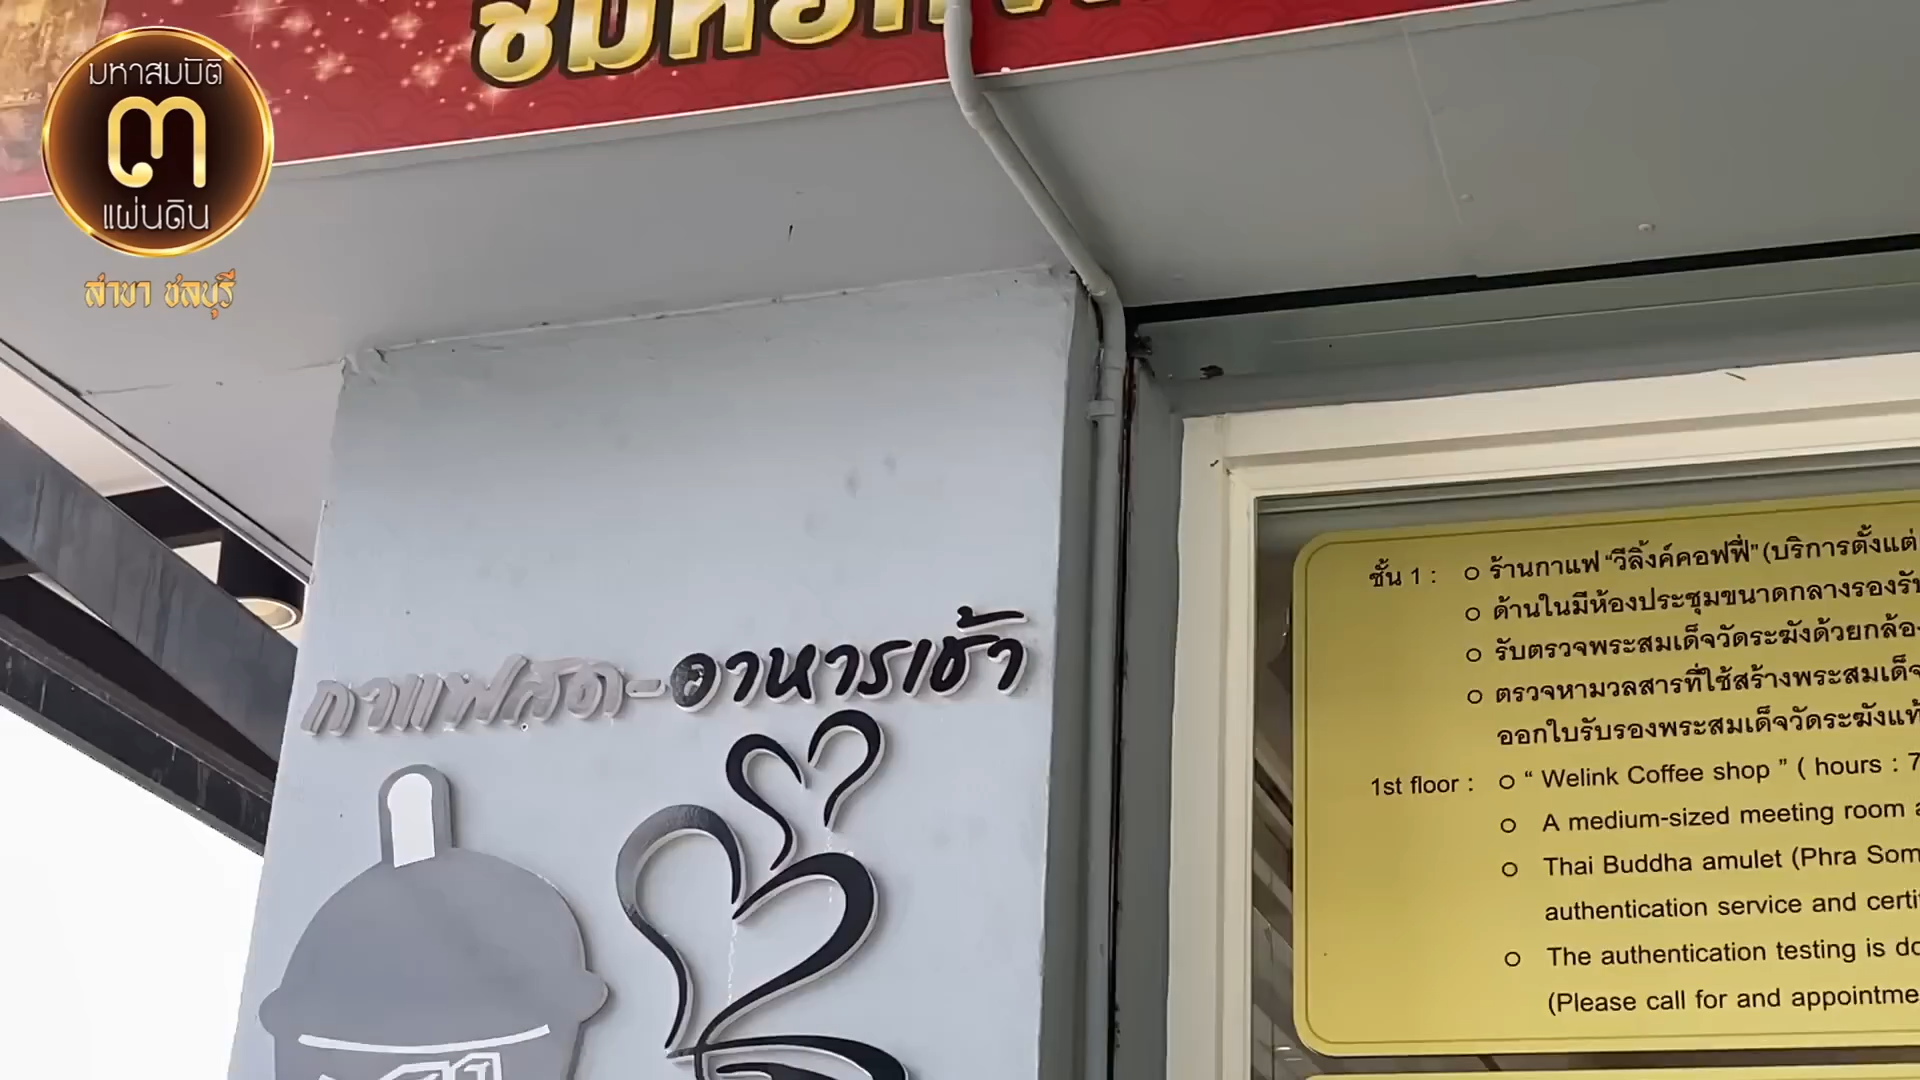 มหาสมบัติ
๓
แผ่นดิน
สาขา ชลบุรี
กาแฟสด-อาหารเช้า
ชั้น 1 : ร้านกาแฟ “วีลิ้งค์คอฟฟี่” (บริการตั้งแต่
ด้านในมีห้องประชุมขนาดกลางรองรับ
รับตรวจพระสมเด็จวัดระฆังด้วยกล้อง
ตรวจหามวลสารที่ใช้สร้างพระสมเด็จ
ออกใบรับรองพระสมเด็จวัดระฆังแท้
1st floor : “ Welink Coffee shop ” ( hours : 7
A medium-sized meeting room
Thai Buddha amulet (Phra Som
authentication service and certi
The authentication testing is do
(Please call for and appointme